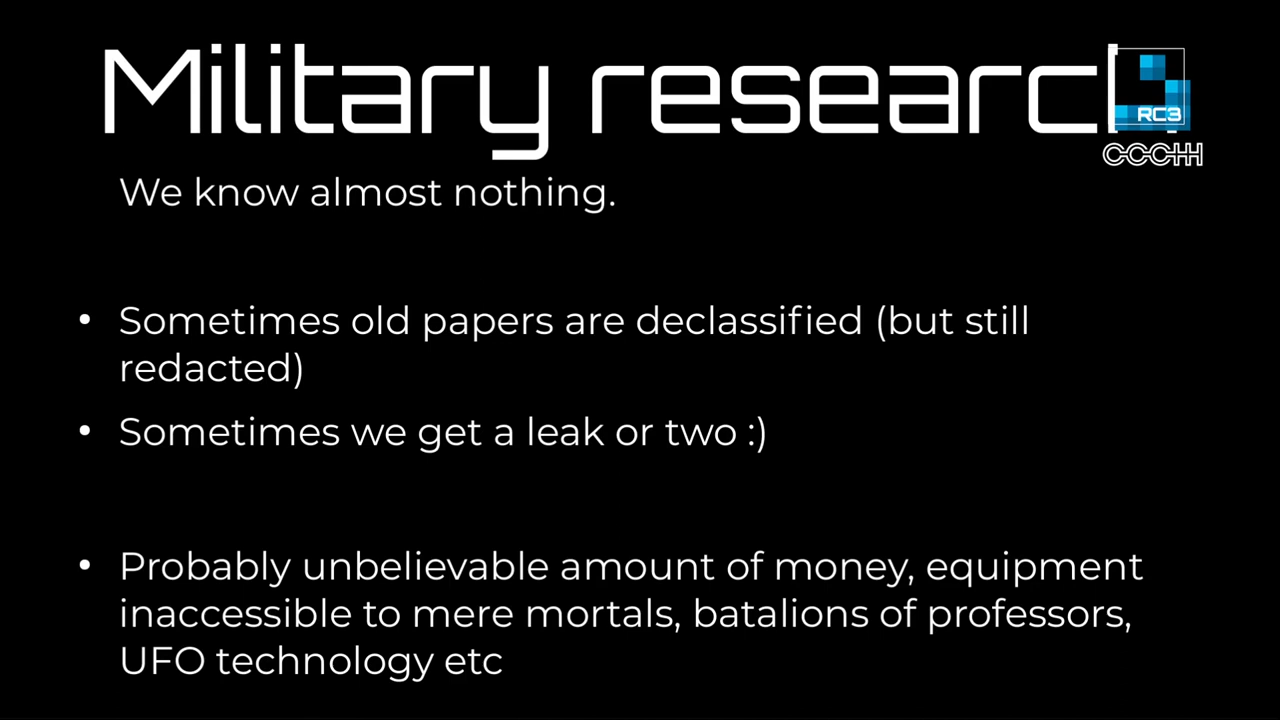 Military research
RC3
CCCHH
We know almost nothing.
• Sometimes old papers are declassified (but still
redacted)
• Sometimes we get a leak or two :)
• Probably unbelievable amount of money, equipment
inaccessible to mere mortals, batalions of professors,
UFO technology etc